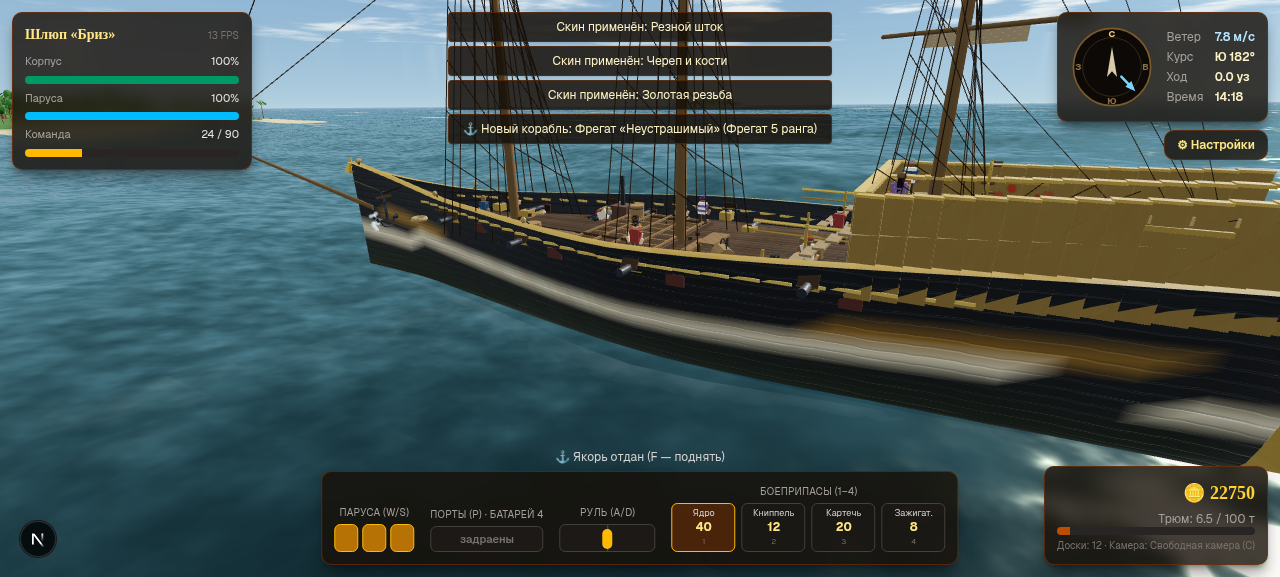 Шлюп «Бриз»
13 FPS
Корпус
100%
Паруса
100%
Команда
24 / 90
Скин применён: Резной шток
Скин применён: Череп и кости
Скин применён: Золотая резьба
⚓ Новый корабль: Фрегат «Неустрашимый» (Фрегат 5 ранга)
С
З
В
Ю
Ветер 7.8 м/с
Курс Ю 182°
Ход 0.0 уз
Время 14:18
⚙ Настройки
⚓ Якорь отдан (F — поднять)
ПАРУСА (W/S)
ПОРТЫ (P) · БАТАРЕЙ 4
задраены
РУЛЬ (A/D)
БОЕПРИПАСЫ (1–4)
Ядро
40
1
Книппель
12
2
Картечь
20
3
Зажигат.
8
4
22750
Трюм: 6.5 / 100 т
Доски: 12 · Камера: Свободная камера (C)
N